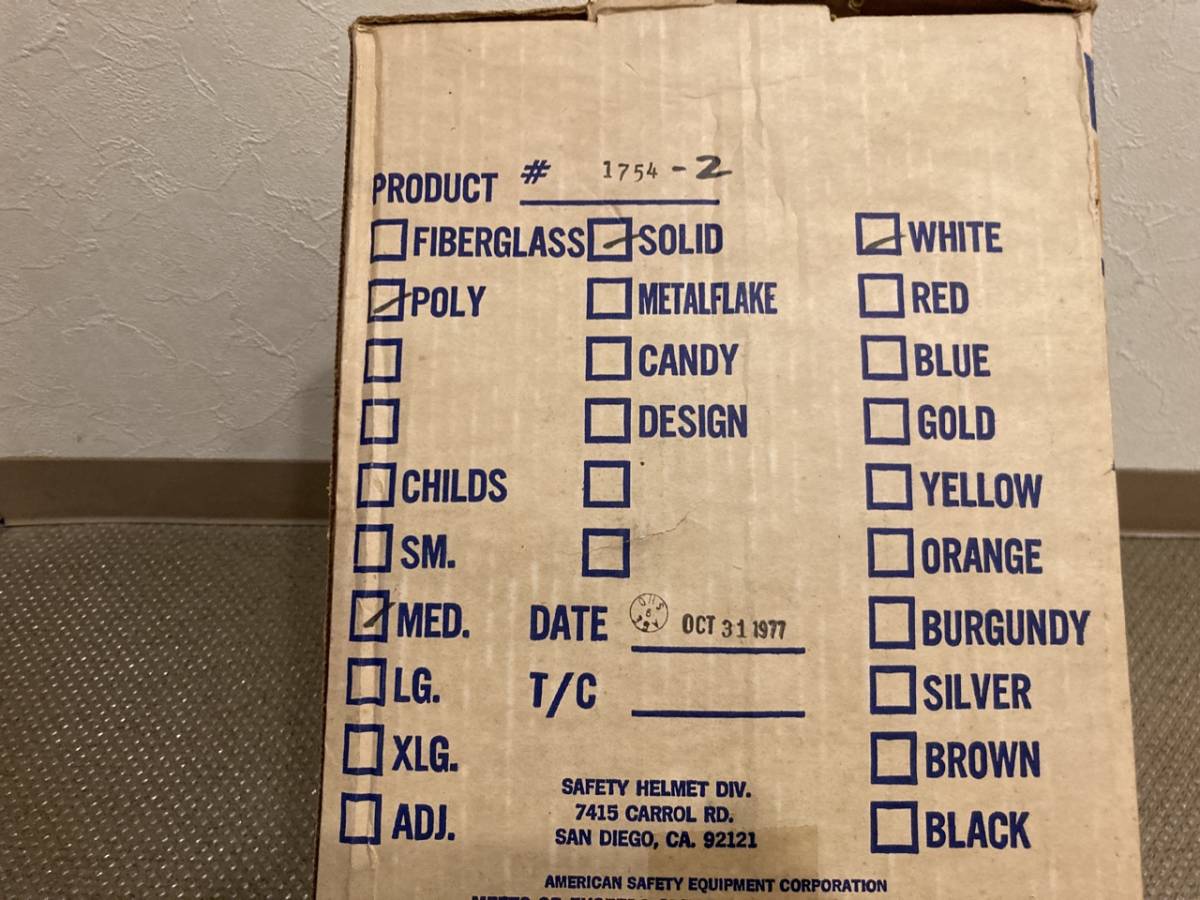 PRODUCT # 1754-2
FIBERGLASS SOLID WHITE
POLY METALFLAKE RED
CANDY BLUE
DESIGN GOLD
CHILDS YELLOW
SM. ORANGE
MED. DATE OCT 31 1977 BURGUNDY
LG. T/C SILVER
XLG. BROWN
ADJ. BLACK
SAFETY HELMET DIV.
7415 CARROL RD.
SAN DIEGO, CA. 92121
AMERICAN SAFETY EQUIPMENT CORPORATION